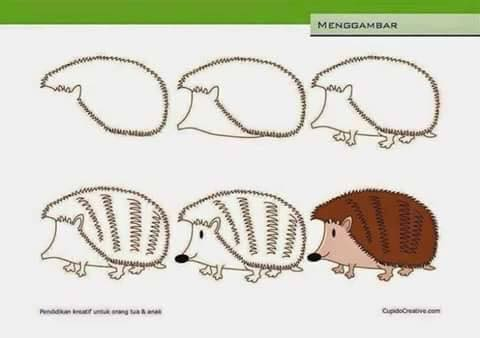 MENGGAMBAR
Pendidikan kreatif untuk orang tua & anak
CupidoCreative.com